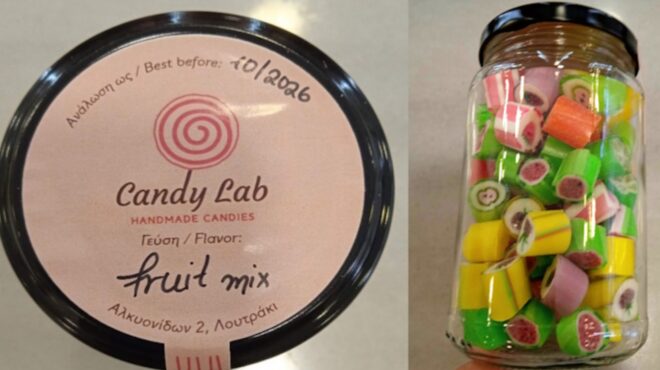 Ανάλωση ως / Best before: 10/2026
Candy Lab
HANDMADE CANDIES
Γεύση / Flavor:
fruit mix
Αλκυονίδων 2, Λουτράκι